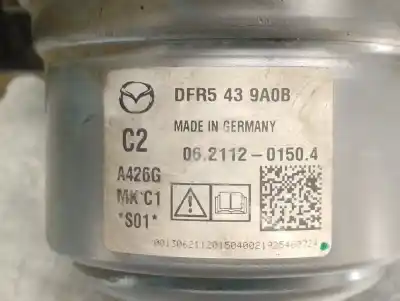 DFR5 43 9A0B
C2 MADE IN GERMANY
06.2112-0150.4
A426G
MK C1
*S01*